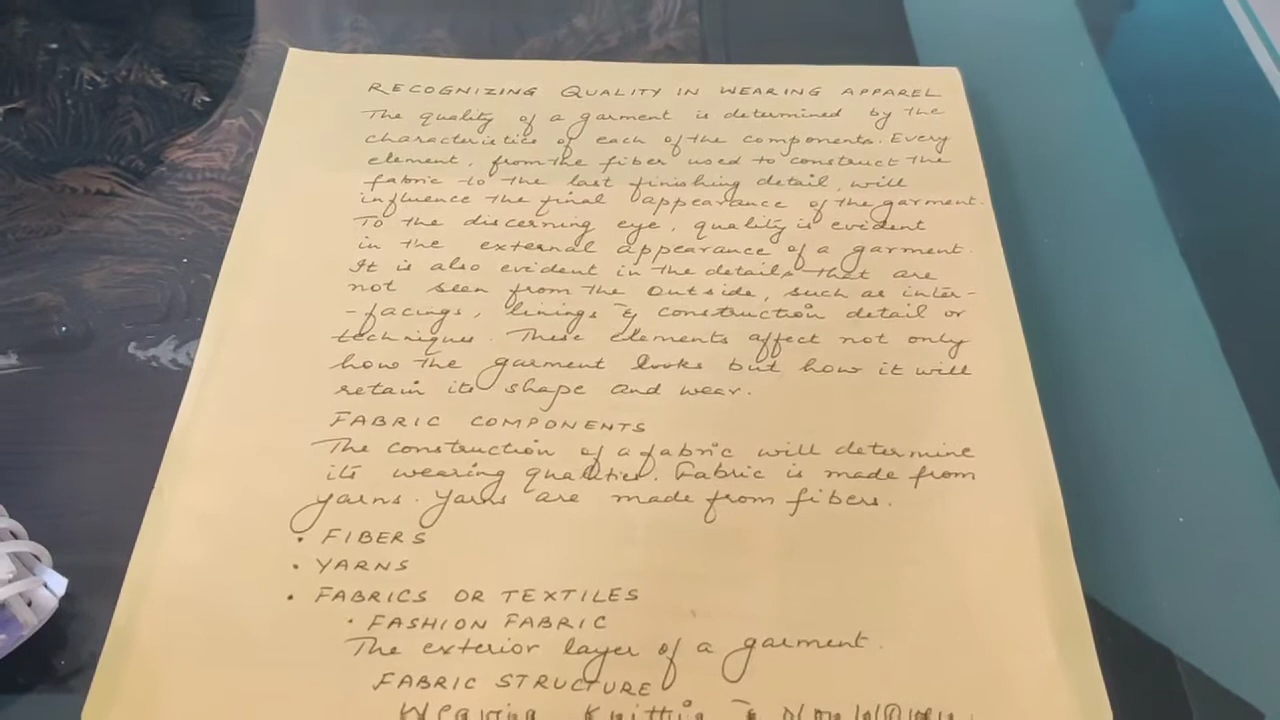 RECOGNIZING QUALITY IN WEARING APPAREL
The quality of a garment is determined by the
characteristics of each of the components. Every
element, from the fiber used to construct the
fabric to the last finishing detail, will
influence the final appearance of the garment.
To the discerning eye, quality is evident
in the external appearance of a garment.
It is also evident in the details that are
not seen from the outside, such as inter-
-facings, linings & construction detail or
techniques. These elements affect not only
how the garment looks but how it will
retain its shape and wear.
FABRIC COMPONENTS
The construction of a fabric will determine
its wearing qualities. Fabric is made from
yarns. Yarns are made from fibers.
• FIBERS
• YARNS
• FABRICS OR TEXTILES
• FASHION FABRIC
The exterior layer of a garment.
FABRIC STRUCTURE
Weaving Knitting & Non Woven